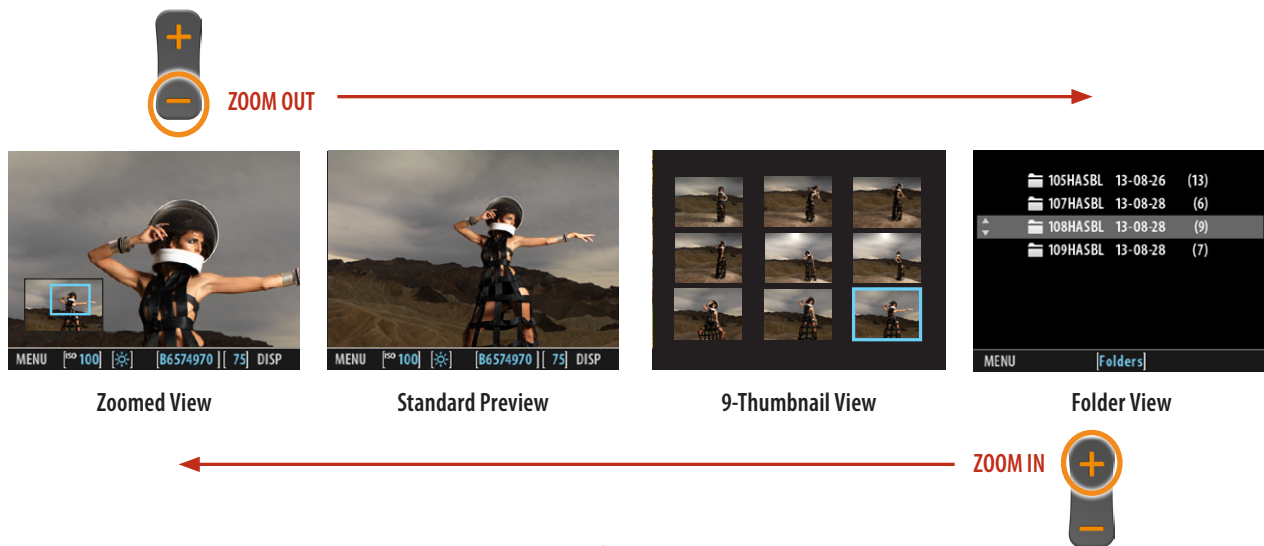 ZOOM OUT
105HASBL 13-08-26 (13)
107HASBL 13-08-28 (6)
108HASBL 13-08-28 (9)
109HASBL 13-08-28 (7)
MENU [ISO 100] [B6574970 ][ 75] DISP
MENU [ISO 100] [B6574970 ][ 75] DISP
MENU [Folders]
Zoomed View
Standard Preview
9-Thumbnail View
Folder View
ZOOM IN